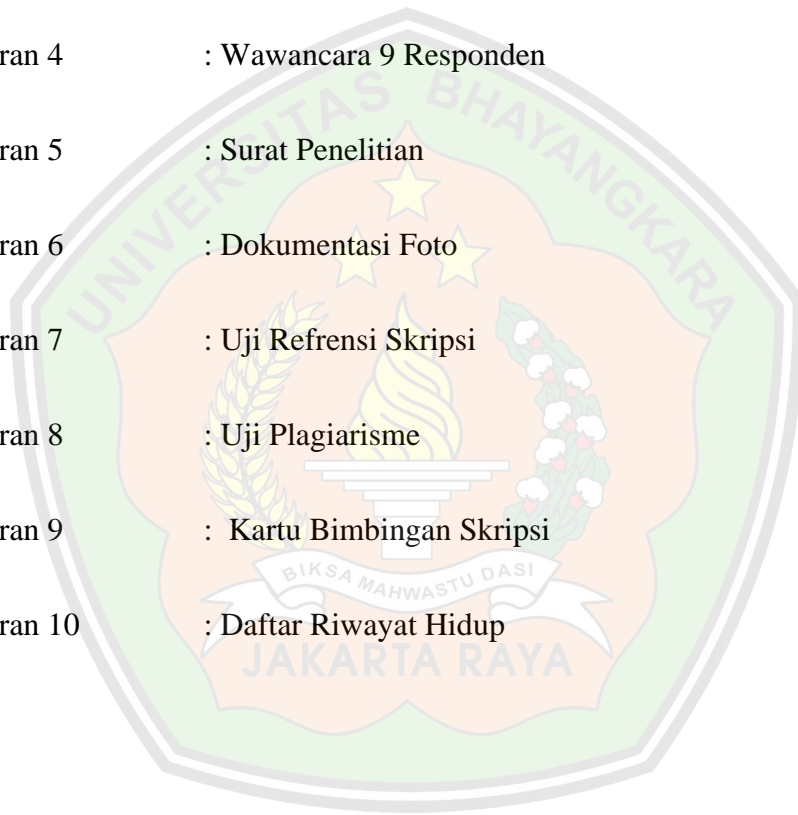 ran 4 : Wawancara 9 Responden
UNIVERSITAS BHAYANGKARA
ran 5 : Surat Penelitian
ran 6 : Dokumentasi Foto
ran 7 : Uji Refrensi Skripsi
ran 8 : Uji Plagiarisme
ran 9 : Kartu Bimbingan Skripsi
BIKSA MAHWASTU DASI
ran 10 : Daftar Riwayat Hidup
JAKARTA RAYA